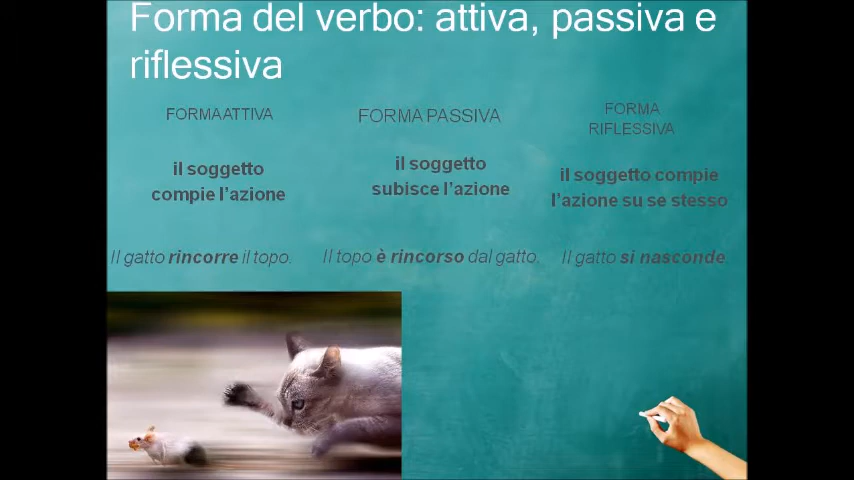 Forma del verbo: attiva, passiva e
riflessiva
FORMA ATTIVA
il soggetto
compie l'azione
Il gatto rincorre il topo.
FORMA PASSIVA
il soggetto
subisce l'azione
Il topo è rincorso dal gatto.
FORMA
RIFLESSIVA
il soggetto compie
l'azione su se stesso
Il gatto si nasconde.